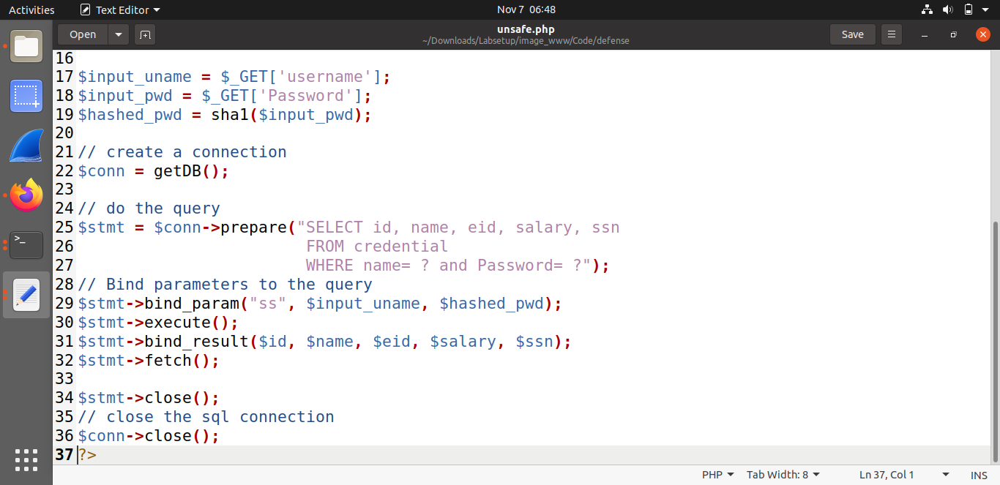 Activities Text Editor Nov 7 06:48
Open unsafe.php Save
~/Downloads/Labsetup/image_www/Code/defense
16
17 $input_uname = $_GET['username'];
18 $input_pwd = $_GET['Password'];
19 $hashed_pwd = sha1($input_pwd);
20
21 // create a connection
22 $conn = getDB();
23
24 // do the query
25 $stmt = $conn->prepare("SELECT id, name, eid, salary, ssn
26                         FROM credential
27                         WHERE name= ? and Password= ?");
28 // Bind parameters to the query
29 $stmt->bind_param("ss", $input_uname, $hashed_pwd);
30 $stmt->execute();
31 $stmt->bind_result($id, $name, $eid, $salary, $ssn);
32 $stmt->fetch();
33
34 $stmt->close();
35 // close the sql connection
36 $conn->close();
37 ?>
PHP Tab Width: 8 Ln 37, Col 1 INS